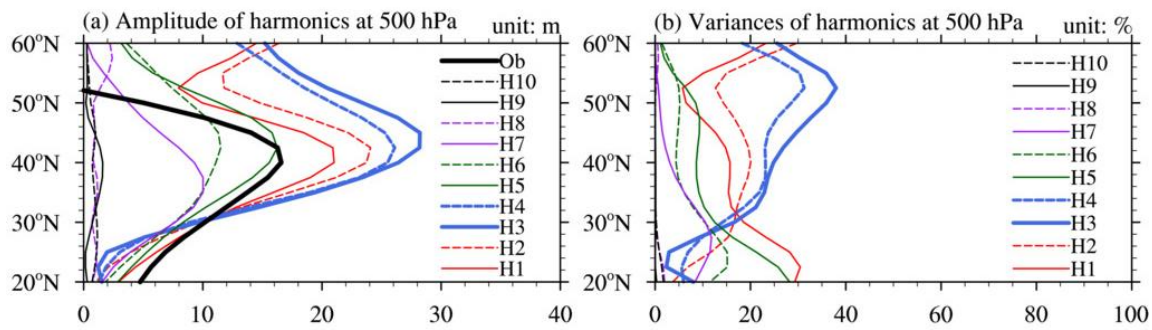 (a) Amplitude of harmonics at 500 hPa unit: m
60°N
50°N
40°N
30°N
20°N
0 10 20 30 40
Ob
H10
H9
H8
H7
H6
H5
H4
H3
H2
H1
(b) Variances of harmonics at 500 hPa unit: %
60°N
50°N
40°N
30°N
20°N
0 20 40 60 80 100
H10
H9
H8
H7
H6
H5
H4
H3
H2
H1